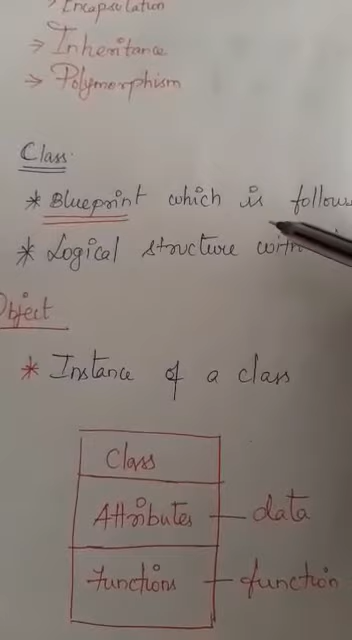 Encapsulation
→ Inheritance
→ Polymorphism
Class:
* Blueprint which is follow
* Logical structure with
Object
* Instance of a class
Class
Attributes — data
Functions — function